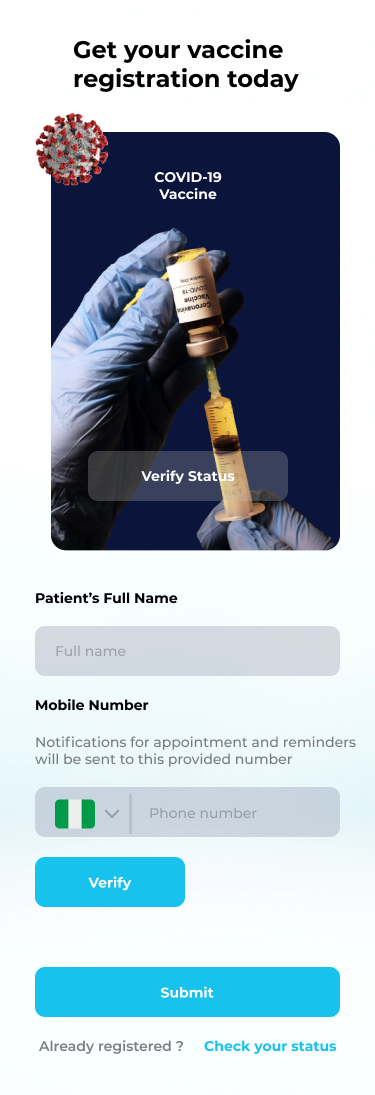 Get your vaccine
registration today
COVID-19
Vaccine
Coronavirus
Vaccine
COVID-19
Injection Only
Verify Status
Patient’s Full Name
Full name
Mobile Number
Notifications for appointment and reminders
will be sent to this provided number
Phone number
Verify
Submit
Already registered ? Check your status